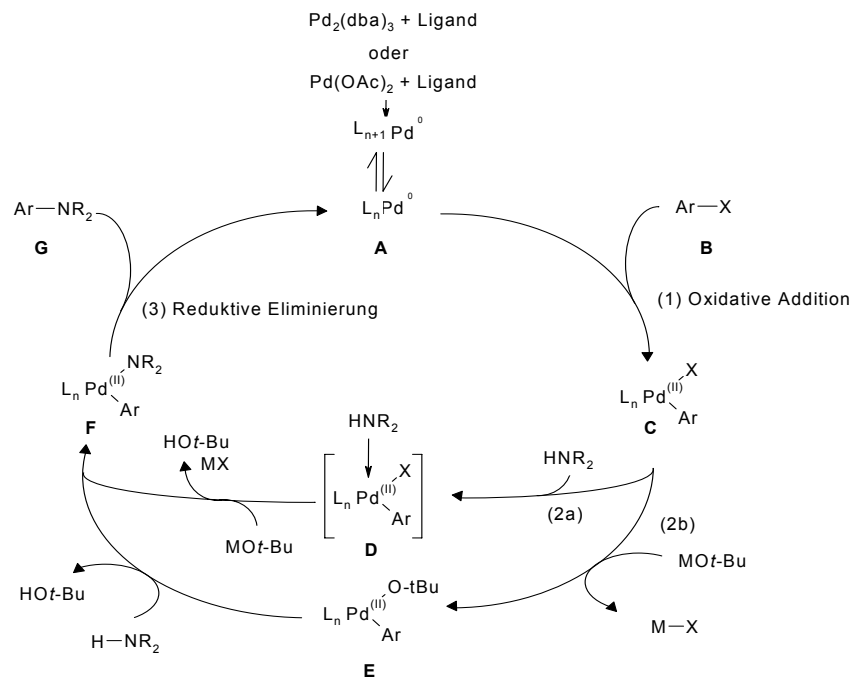 Pd₂(dba)₃ + Ligand
oder
Pd(OAc)₂ + Ligand
Lₙ₊₁ Pd⁰
LₙPd⁰
A
Ar—NR₂
G
Ar—X
B
(3) Reduktive Eliminierung
(1) Oxidative Addition
Lₙ Pd(II) NR₂
Ar
F
Lₙ Pd(II) X
Ar
C
HNR₂
HOt-Bu
MX
HNR₂
Lₙ Pd(II) X
Ar
(2a)
(2b)
D
MOt-Bu
MOt-Bu
HOt-Bu
Lₙ Pd(II) O-tBu
Ar
H—NR₂
M—X
E